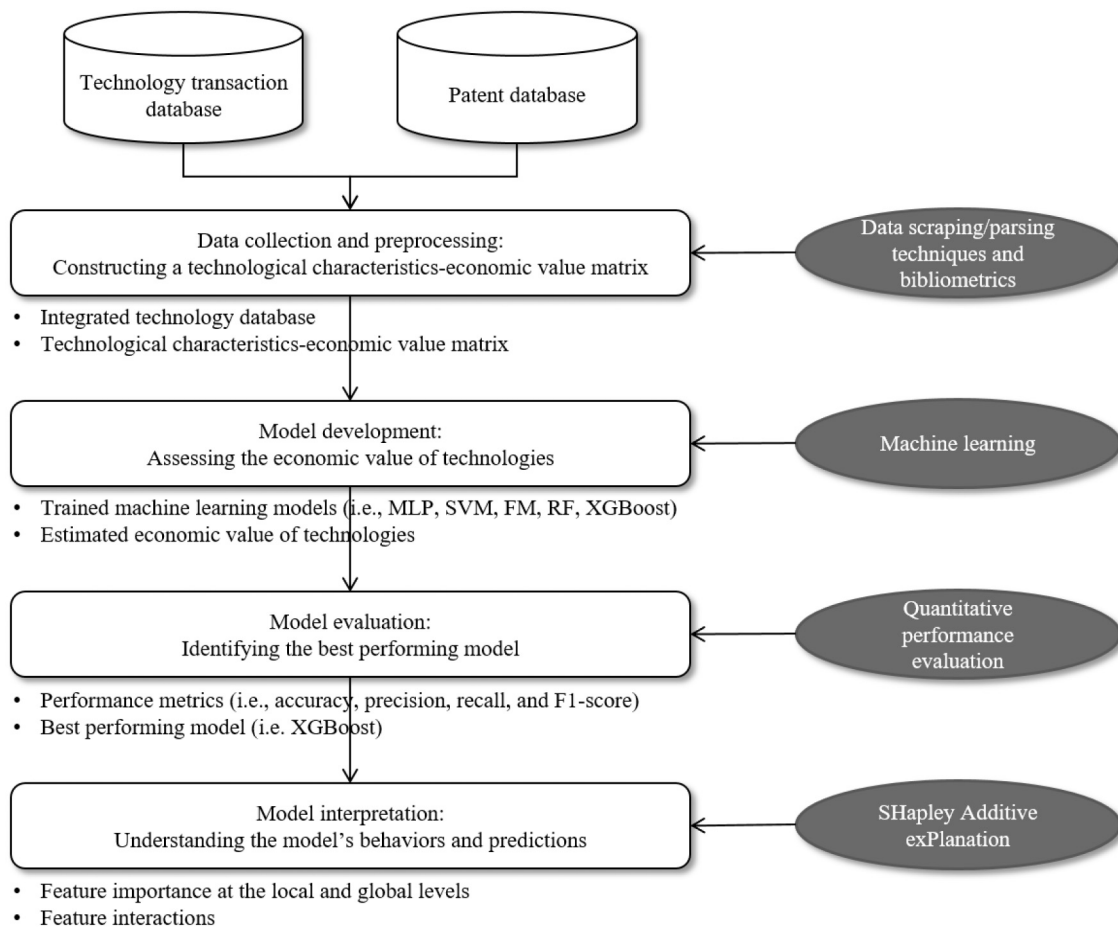 Technology transaction
database
Patent database
Data collection and preprocessing:
Constructing a technological characteristics-economic value matrix
Data scraping/parsing
techniques and
bibliometrics
• Integrated technology database
• Technological characteristics-economic value matrix
Model development:
Assessing the economic value of technologies
Machine learning
• Trained machine learning models (i.e., MLP, SVM, FM, RF, XGBoost)
• Estimated economic value of technologies
Model evaluation:
Identifying the best performing model
Quantitative
performance
evaluation
• Performance metrics (i.e., accuracy, precision, recall, and F1-score)
• Best performing model (i.e. XGBoost)
Model interpretation:
Understanding the model’s behaviors and predictions
SHapley Additive
exPlanation
• Feature importance at the local and global levels
• Feature interactions